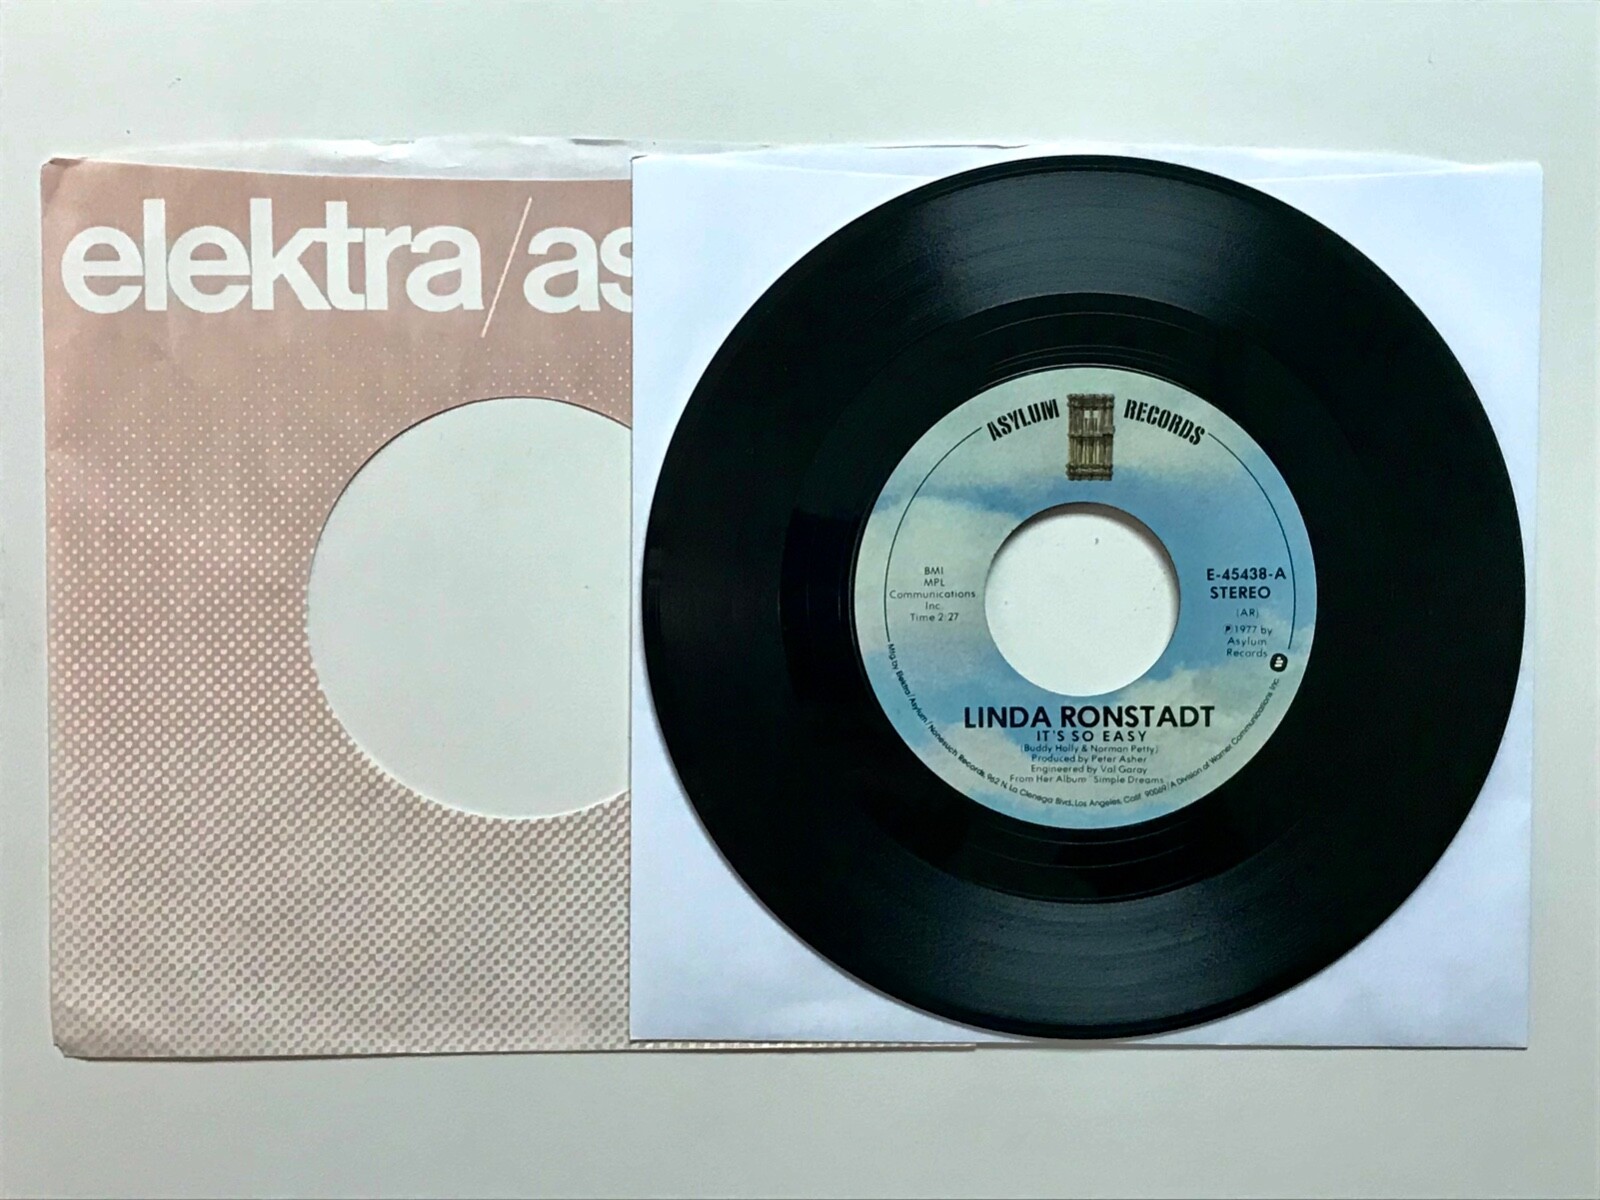 elektra/as
ASYLUM RECORDS
BMI
MPL
Communications
Inc.
Time 2:27
E-45438-A
STEREO
(AR)
℗1977 by
Asylum
Records
LINDA RONSTADT
IT'S SO EASY
(Buddy Holly & Norman Petty)
Produced by Peter Asher
Engineered by Val Garay
From Her Album "Simple Dreams"
Mfg by Elektra/Asylum/Nonesuch Records, 962 N. La Cienega Blvd., Los Angeles, Calif. 90069/A Division of Warner Communications Inc.